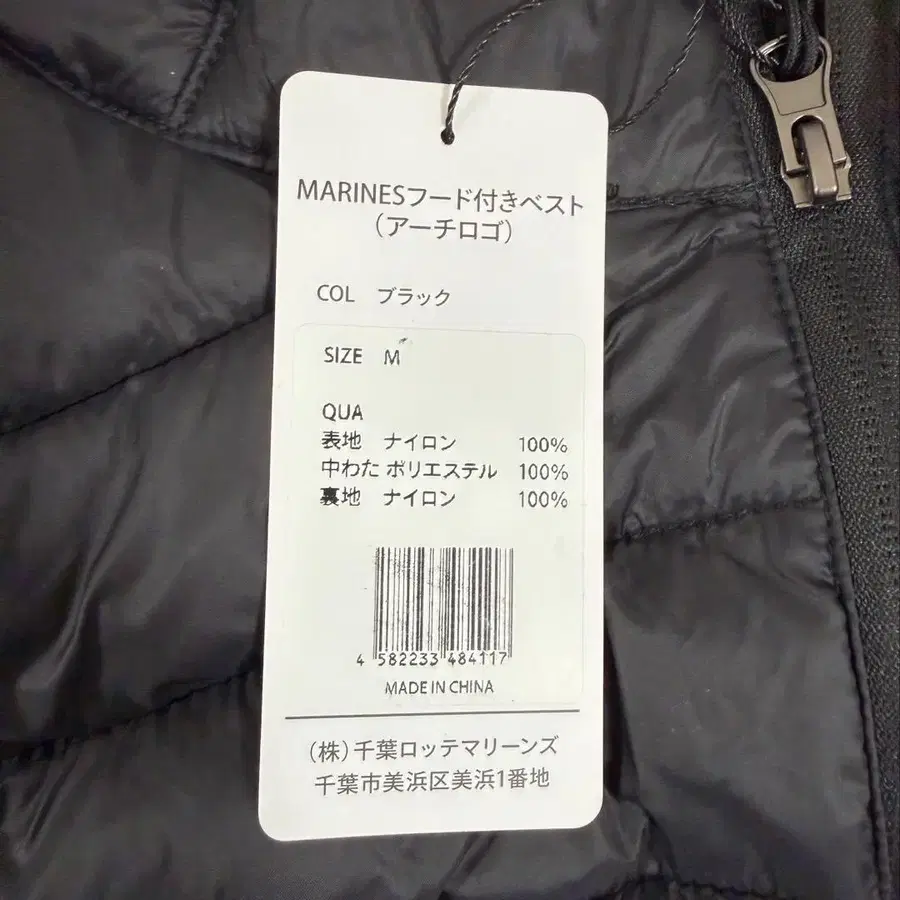 MARINESフード付きベスト
（アーチロゴ）
COL ブラック
SIZE M
QUA
表地 ナイロン 100%
中わた ポリエステル 100%
裏地 ナイロン 100%
4 582233 484117
MADE IN CHINA
（株）千葉ロッテマリーンズ
千葉市美浜区美浜1番地